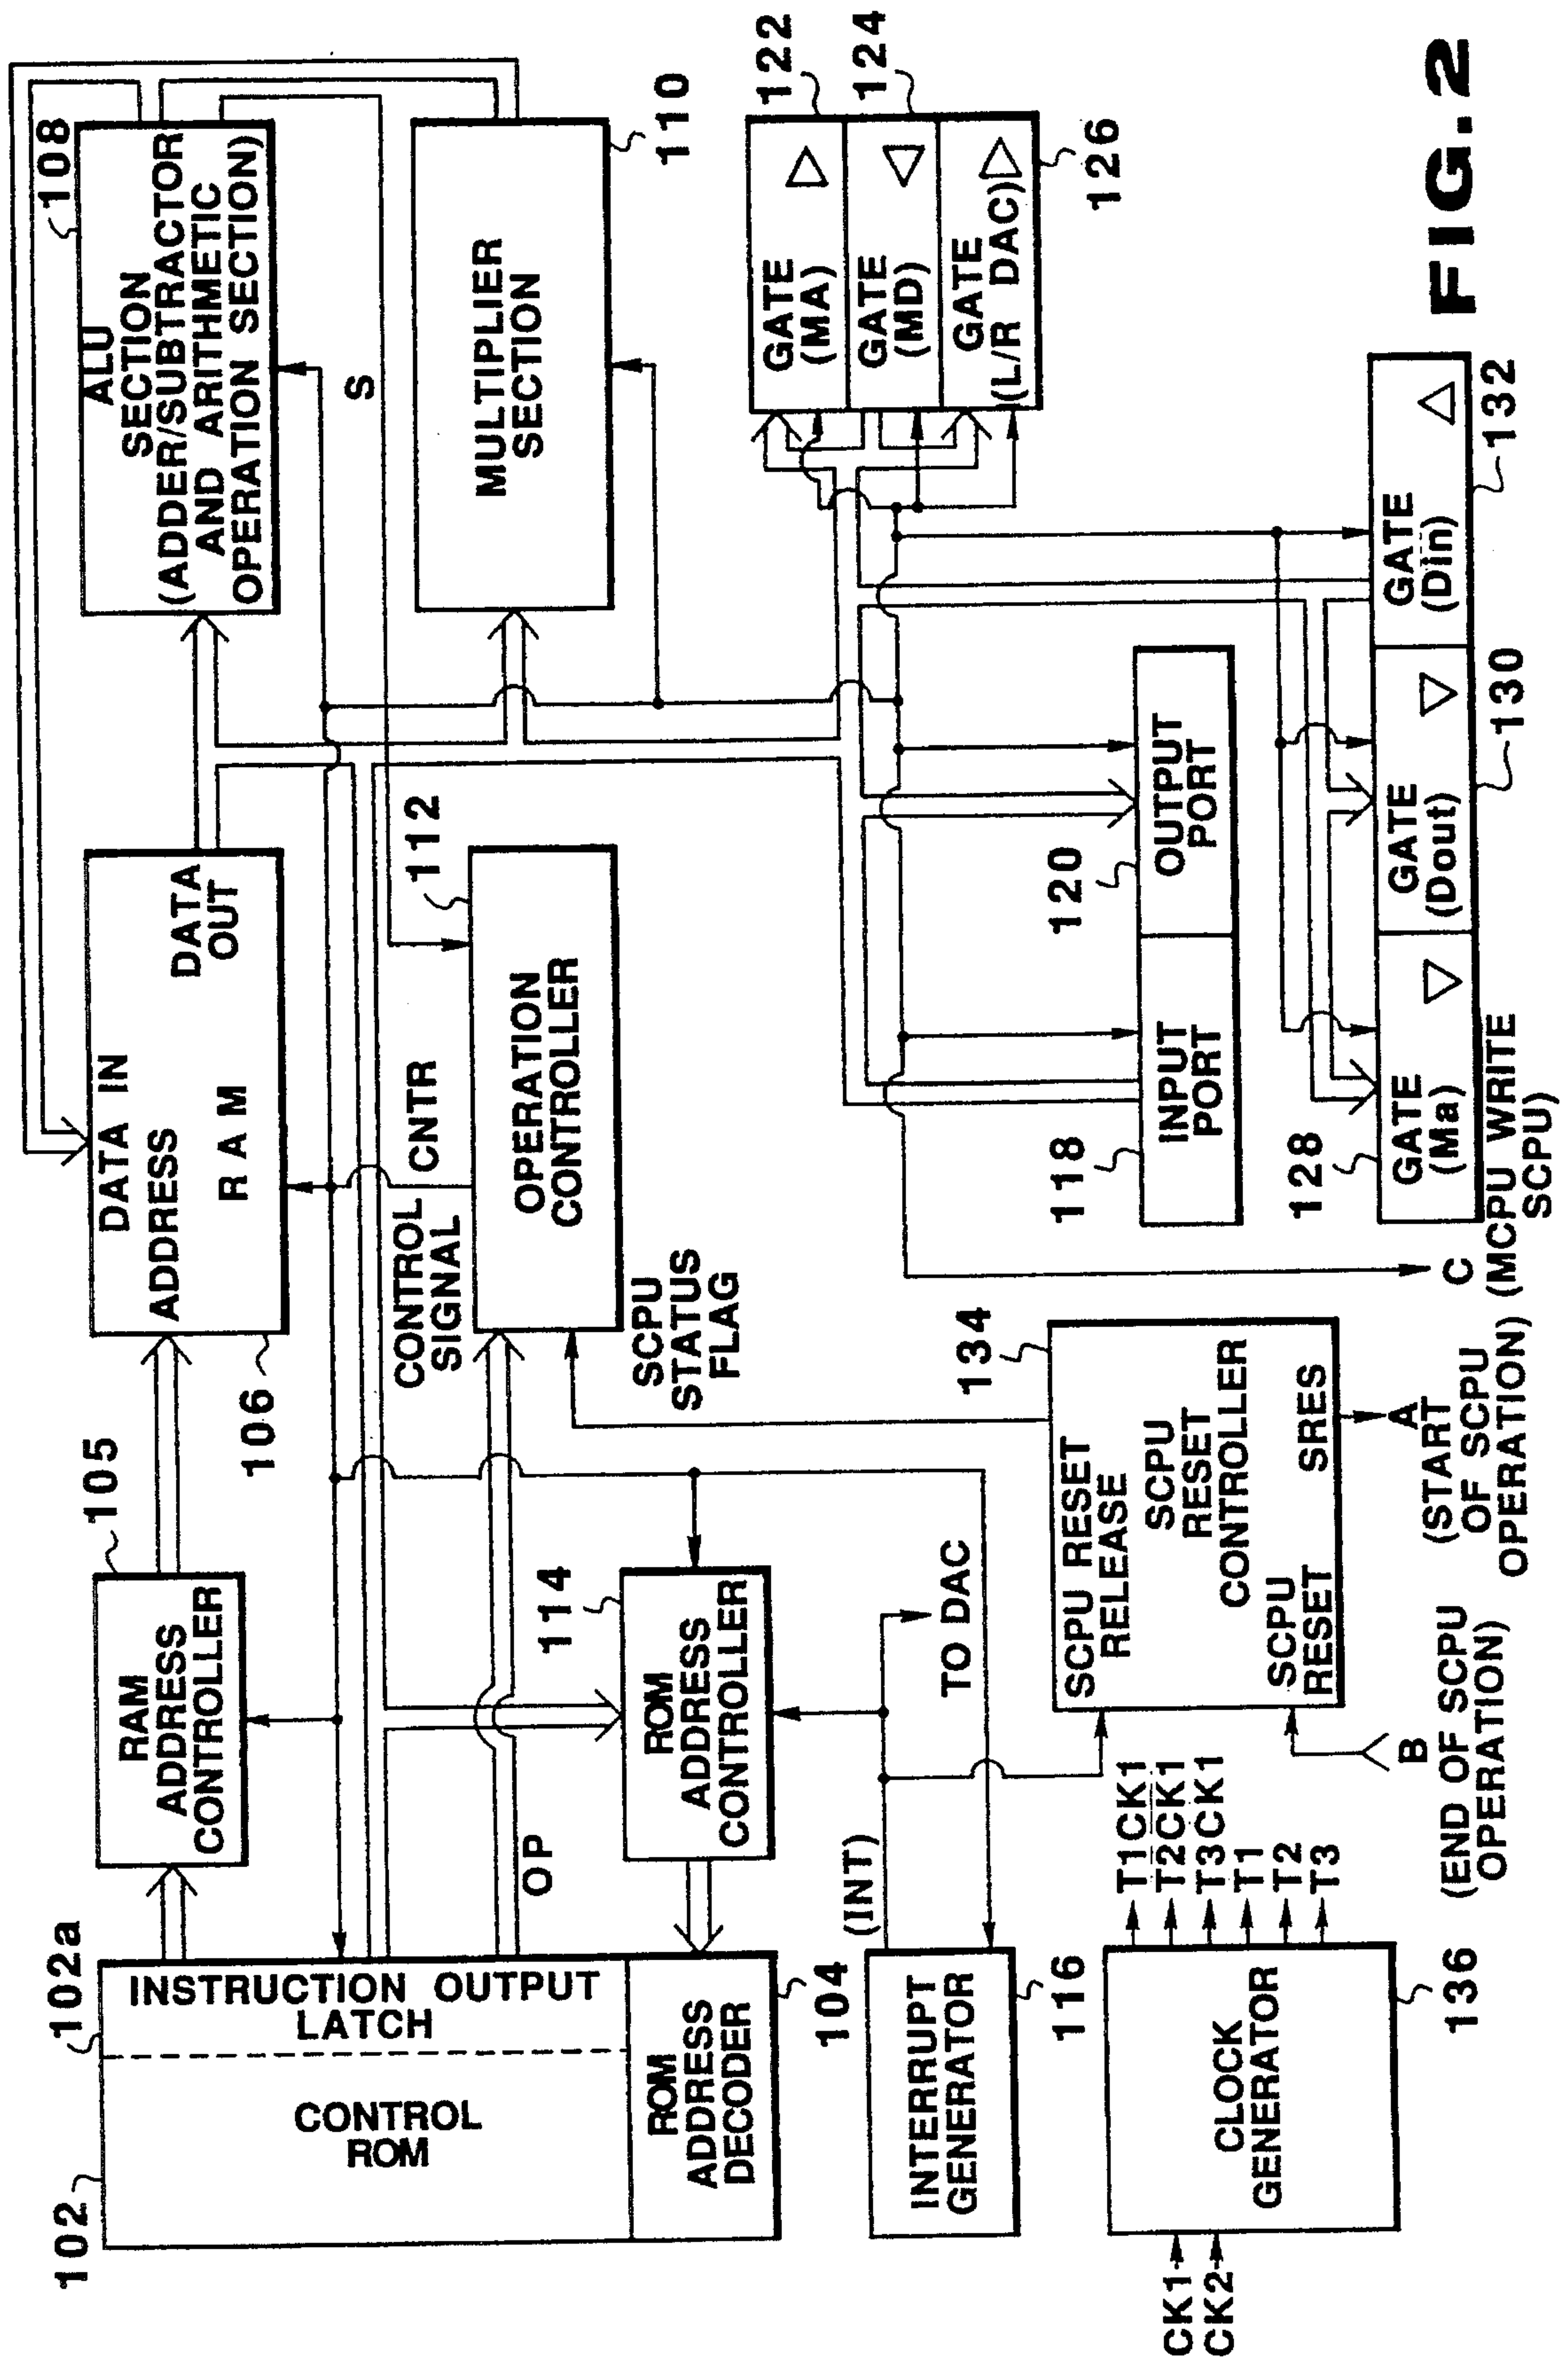 102
102a
CONTROL
ROM
INSTRUCTION OUTPUT
LATCH
ROM
ADDRESS
DECODER
104
105
RAM
ADDRESS
CONTROLLER
106
DATA IN
ADDRESS
RAM
DATA
OUT
108
ALU
SECTION
(ADDER/SUBTRACTOR
AND ARITHMETIC
OPERATION SECTION)
S
110
MULTIPLIER
SECTION
112
OPERATION
CONTROLLER
CONTROL
SIGNAL
CNTR
OP
SCPU
STATUS
FLAG
114
ROM
ADDRESS
CONTROLLER
(INT)
TO DAC
INTERRUPT
GENERATOR
116
118
INPUT
PORT
120
OUTPUT
PORT
GATE
(MA)
122
GATE
(MD)
124
GATE
(L/R DAC)
126
128
GATE
(Ma)
GATE
(Dout)
130
GATE
(Din)
132
134
SCPU RESET
RELEASE
SCPU
RESET
CONTROLLER
SCPU
RESET
SRES
A
(START
OF SCPU
OPERATION)
B
(END OF SCPU
OPERATION)
C
(MCPU WRITE
SCPU)
CK1
CK2
CLOCK
GENERATOR
136
T1CK1
T2CK1
T3CK1
T1
T2
T3
FIG.2